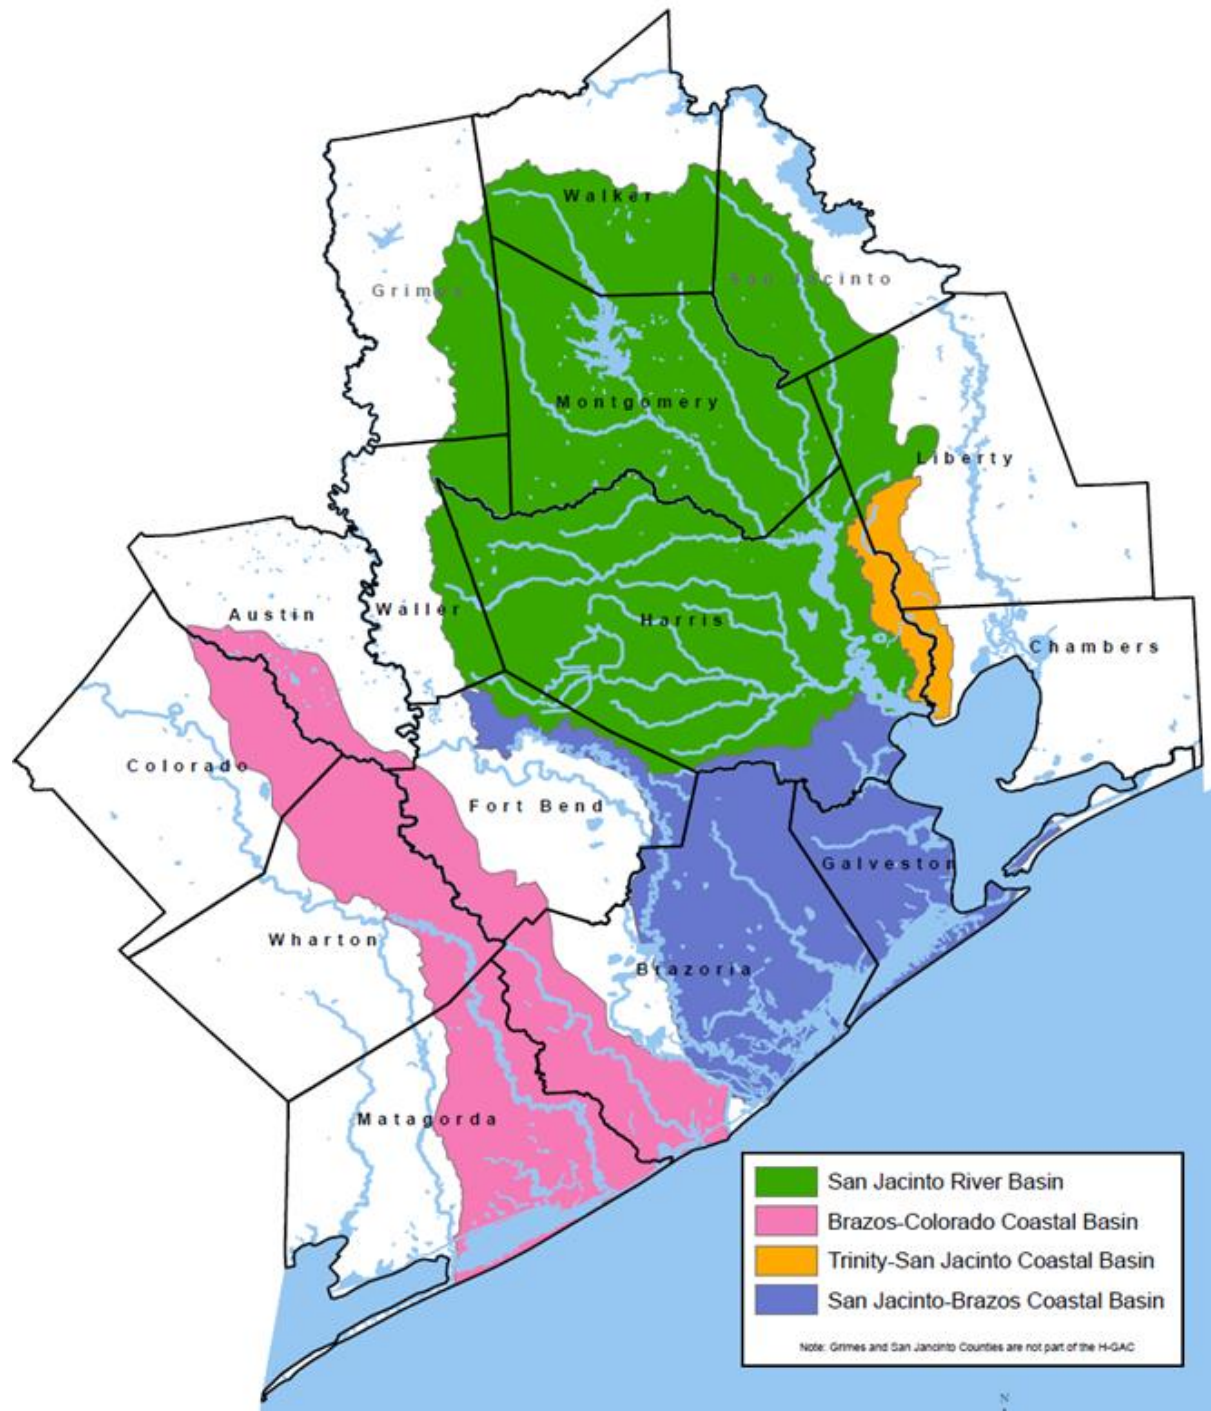 Walker
San Jacinto
Grimes
Montgomery
Liberty
Austin
Waller
Harris
Chambers
Colorado
Fort Bend
Galveston
Wharton
Brazoria
Matagorda
San Jacinto River Basin
Brazos-Colorado Coastal Basin
Trinity-San Jacinto Coastal Basin
San Jacinto-Brazos Coastal Basin
Note: Grimes and San Jancinto Counties are not part of the H-GAC
N